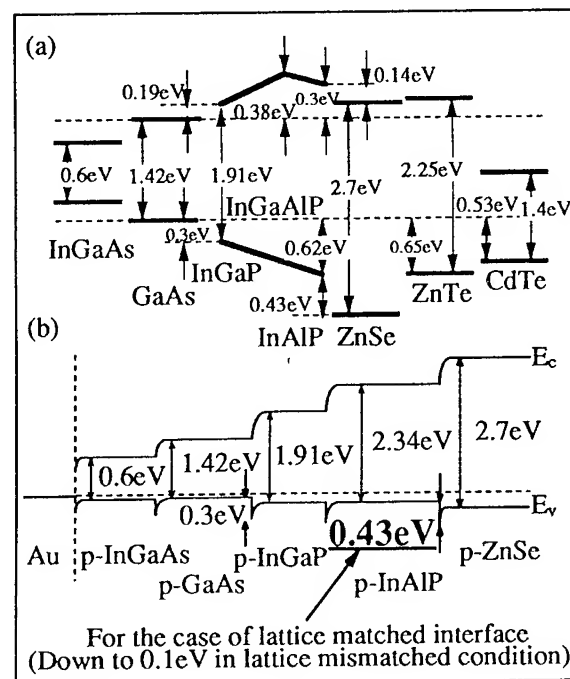 (a)
0.19eV
0.38eV
0.3eV
0.14eV
0.6eV
1.42eV
1.91eV
2.7eV
2.25eV
0.53eV
1.4eV
InGaAlP
InGaAs
0.3eV
InGaP
0.62eV
0.65eV
GaAs
0.43eV
ZnTe
CdTe
InAlP
ZnSe
(b)
Ec
0.6eV
1.42eV
1.91eV
2.34eV
2.7eV
0.3eV
0.43eV
Ev
Au
p-InGaAs
p-InGaP
p-ZnSe
p-GaAs
p-InAlP
For the case of lattice matched interface
(Down to 0.1eV in lattice mismatched condition)